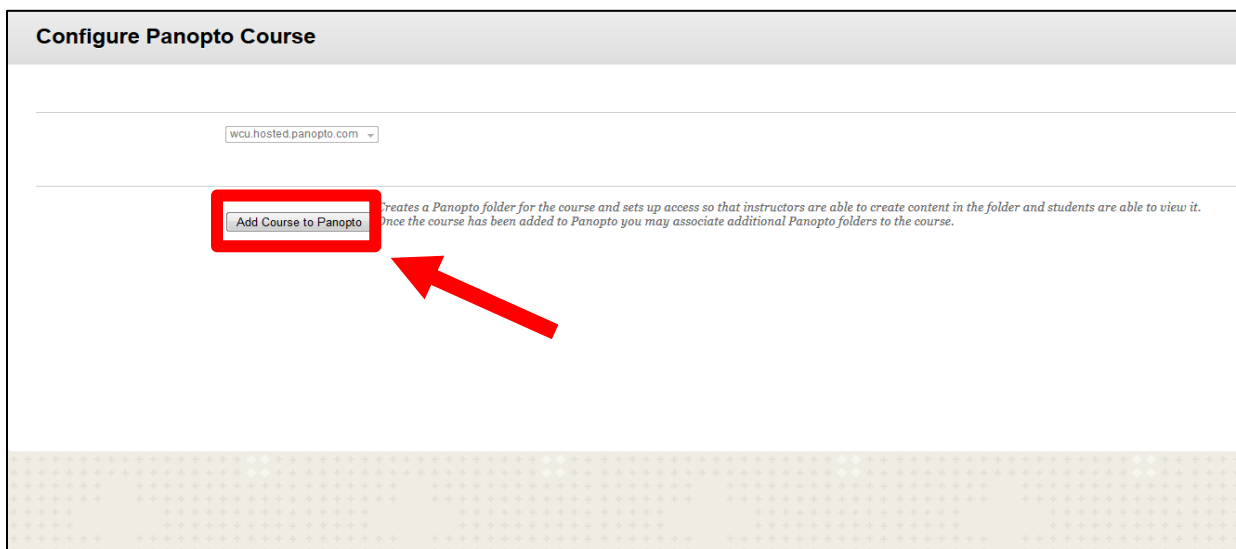 Configure Panopto Course
wcu.hosted.panopto.com
Creates a Panopto folder for the course and sets up access so that instructors are able to create content in the folder and students are able to view it.
Add Course to Panopto Once the course has been added to Panopto you may associate additional Panopto folders to the course.